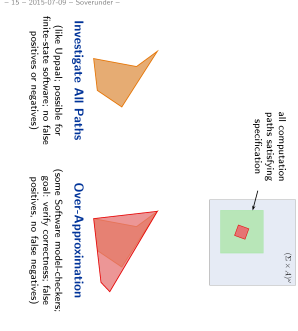 – 15 – 2015-07-09 – Soverunder –
all computation
paths satisfying
specification
(Σ × A)^ω
Investigate All Paths
(like Uppaal; possible for
finite-state software; no false
positives or negatives)
Over-Approximation
(some Software model-checkers;
goal: verify correctness; false
positives, no false negatives)